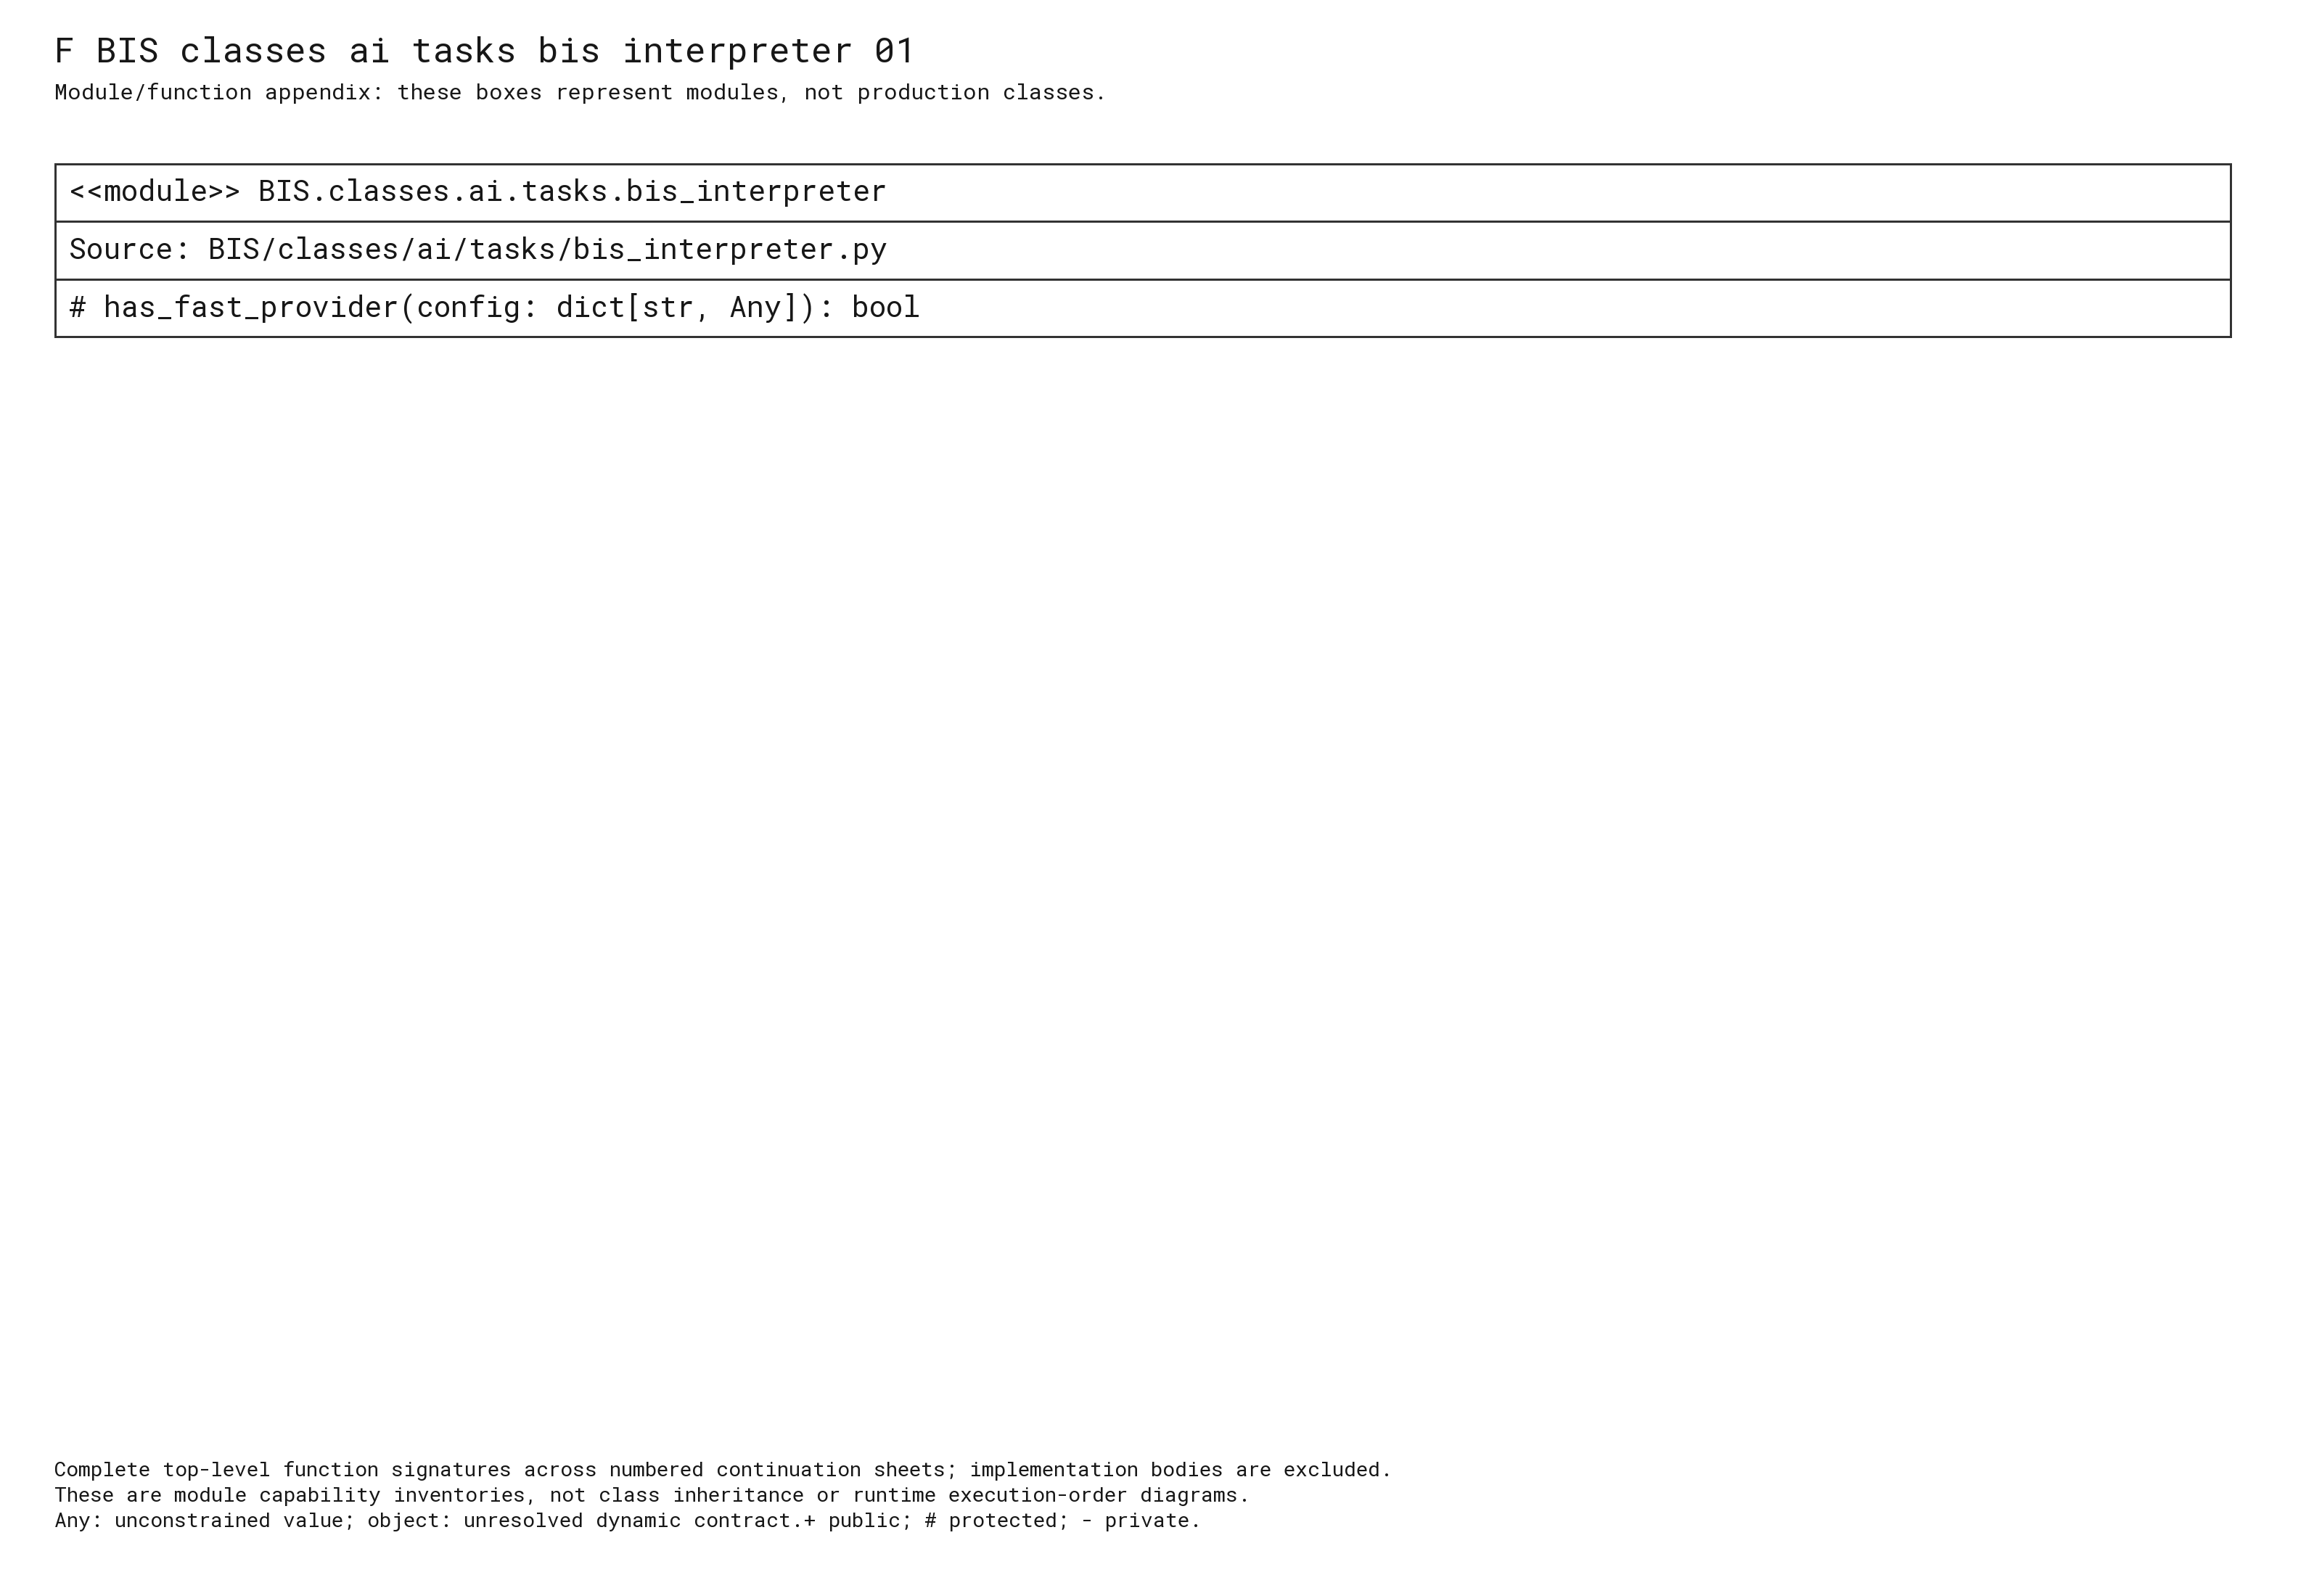 F BIS classes ai tasks bis interpreter 01
Module/function appendix: these boxes represent modules, not production classes.
<<module>> BIS.classes.ai.tasks.bis_interpreter
Source: BIS/classes/ai/tasks/bis_interpreter.py
# has_fast_provider(config: dict[str, Any]): bool
Complete top-level function signatures across numbered continuation sheets; implementation bodies are excluded.
These are module capability inventories, not class inheritance or runtime execution-order diagrams.
Any: unconstrained value; object: unresolved dynamic contract.+ public; # protected; - private.